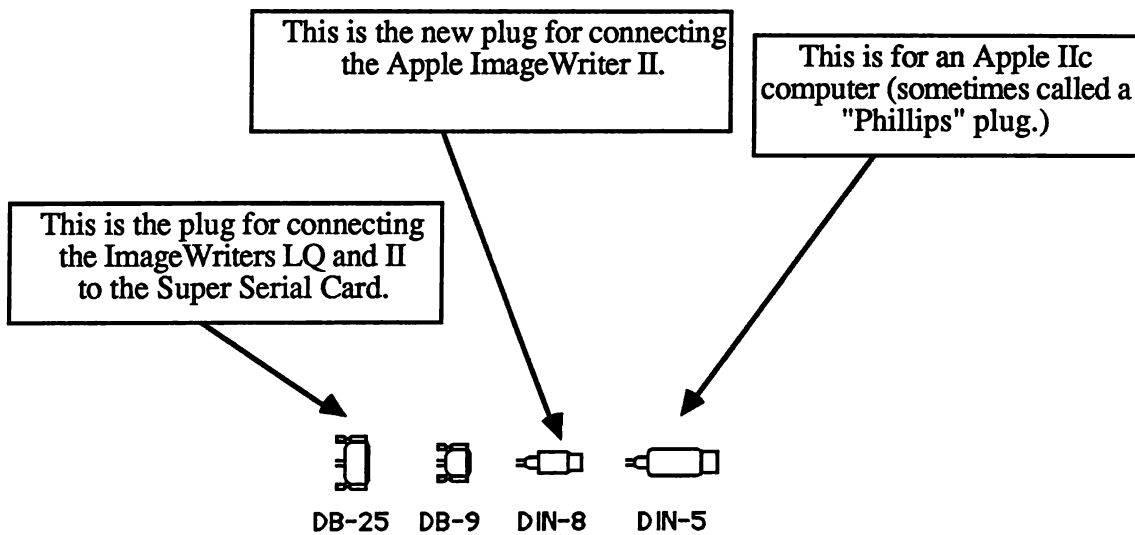 This is the new plug for connecting
the Apple ImageWriter II.
This is for an Apple IIc
computer (sometimes called a
"Phillips" plug.)
This is the plug for connecting
the ImageWriters LQ and II
to the Super Serial Card.
DB-25 DB-9 DIN-8 DIN-5